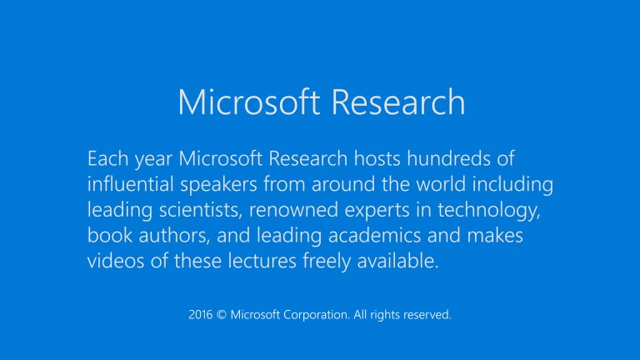 Microsoft Research
Each year Microsoft Research hosts hundreds of
influential speakers from around the world including
leading scientists, renowned experts in technology,
book authors, and leading academics and makes
videos of these lectures freely available.
2016 © Microsoft Corporation. All rights reserved.